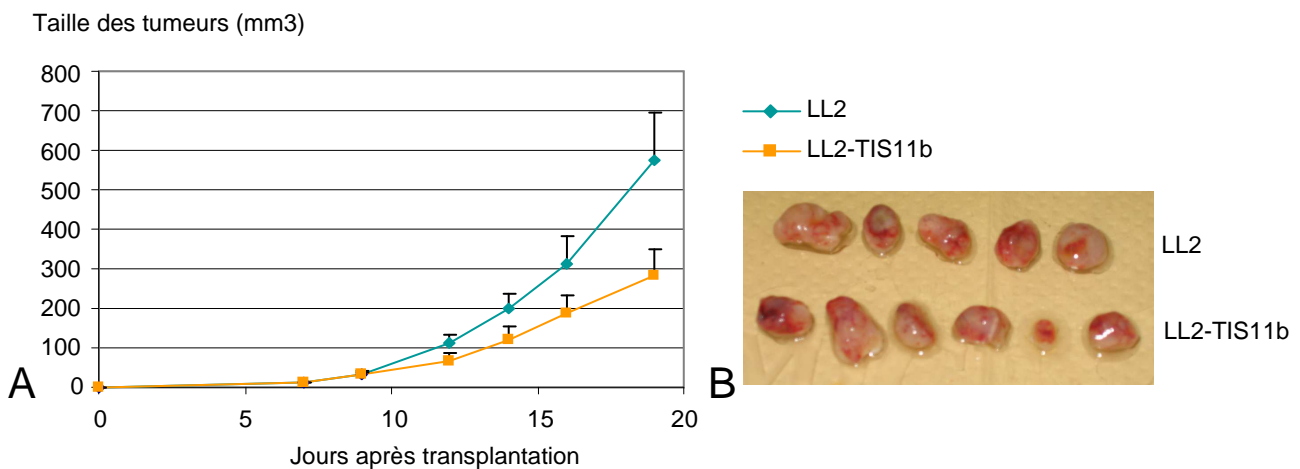 Taille des tumeurs (mm3)
800
700
600
500
400
300
200
100
0
0 5 10 15 20
Jours après transplantation
A
LL2
LL2-TIS11b
LL2
LL2-TIS11b
B